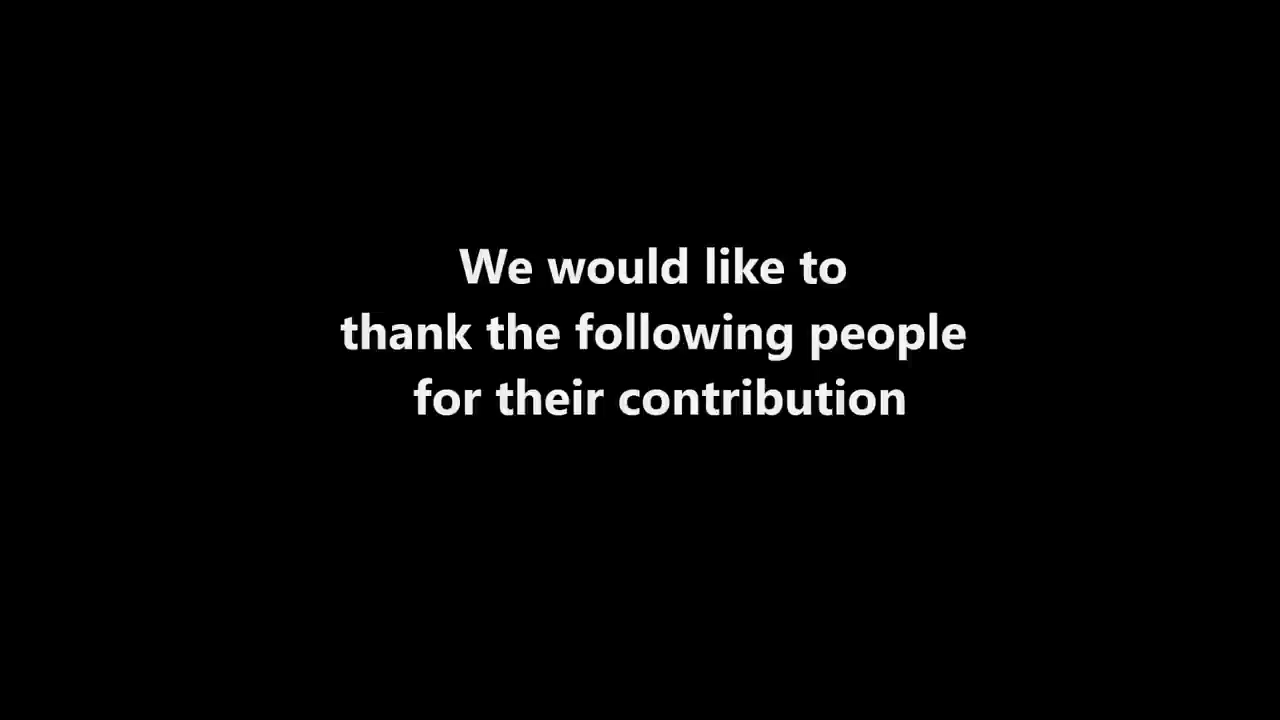 We would like to
thank the following people
for their contribution